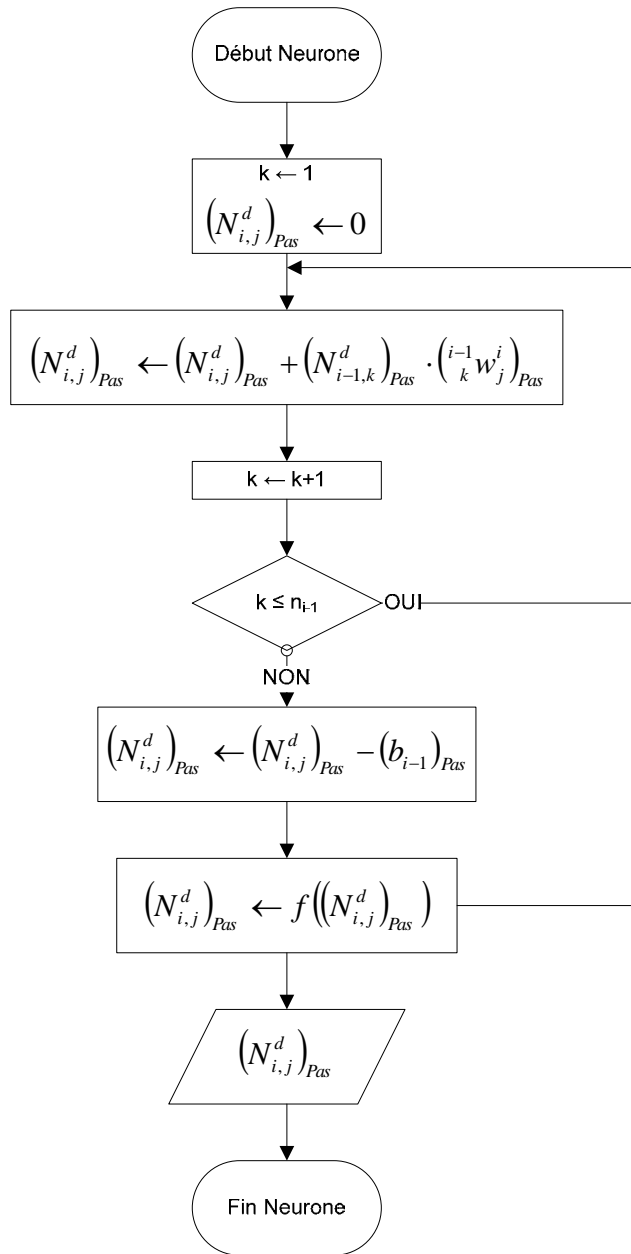 Début Neurone
k ← 1
(N^d_{i,j})_{Pas} ← 0
(N^d_{i,j})_{Pas} ← (N^d_{i,j})_{Pas} + (N^d_{i-1,k})_{Pas} · (^{i-1}_k w^i_j)_{Pas}
k ← k+1
k ≤ n_{i-1}
OUI
NON
(N^d_{i,j})_{Pas} ← (N^d_{i,j})_{Pas} − (b_{i-1})_{Pas}
(N^d_{i,j})_{Pas} ← f((N^d_{i,j})_{Pas})
(N^d_{i,j})_{Pas}
Fin Neurone